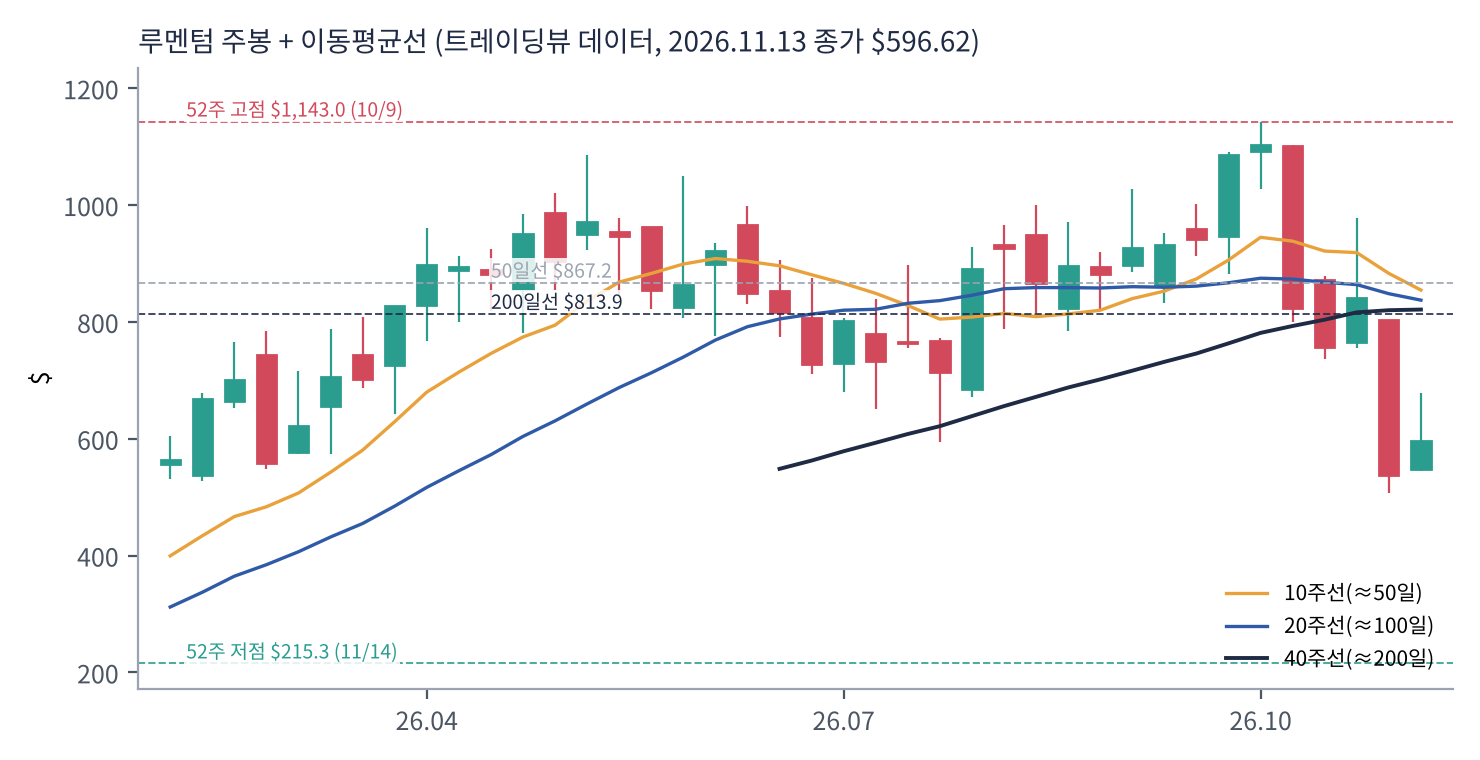 루멘텀 주봉 + 이동평균선 (트레이딩뷰 데이터, 2026.11.13 종가 $596.62)
1200
52주 고점 $1,143.0 (10/9)
1000
50일선 $867.2
200일선 $813.9
800
$
600
400
10주선(≈50일)
20주선(≈100일)
40주선(≈200일)
52주 저점 $215.3 (11/14)
200
26.04
26.07
26.10